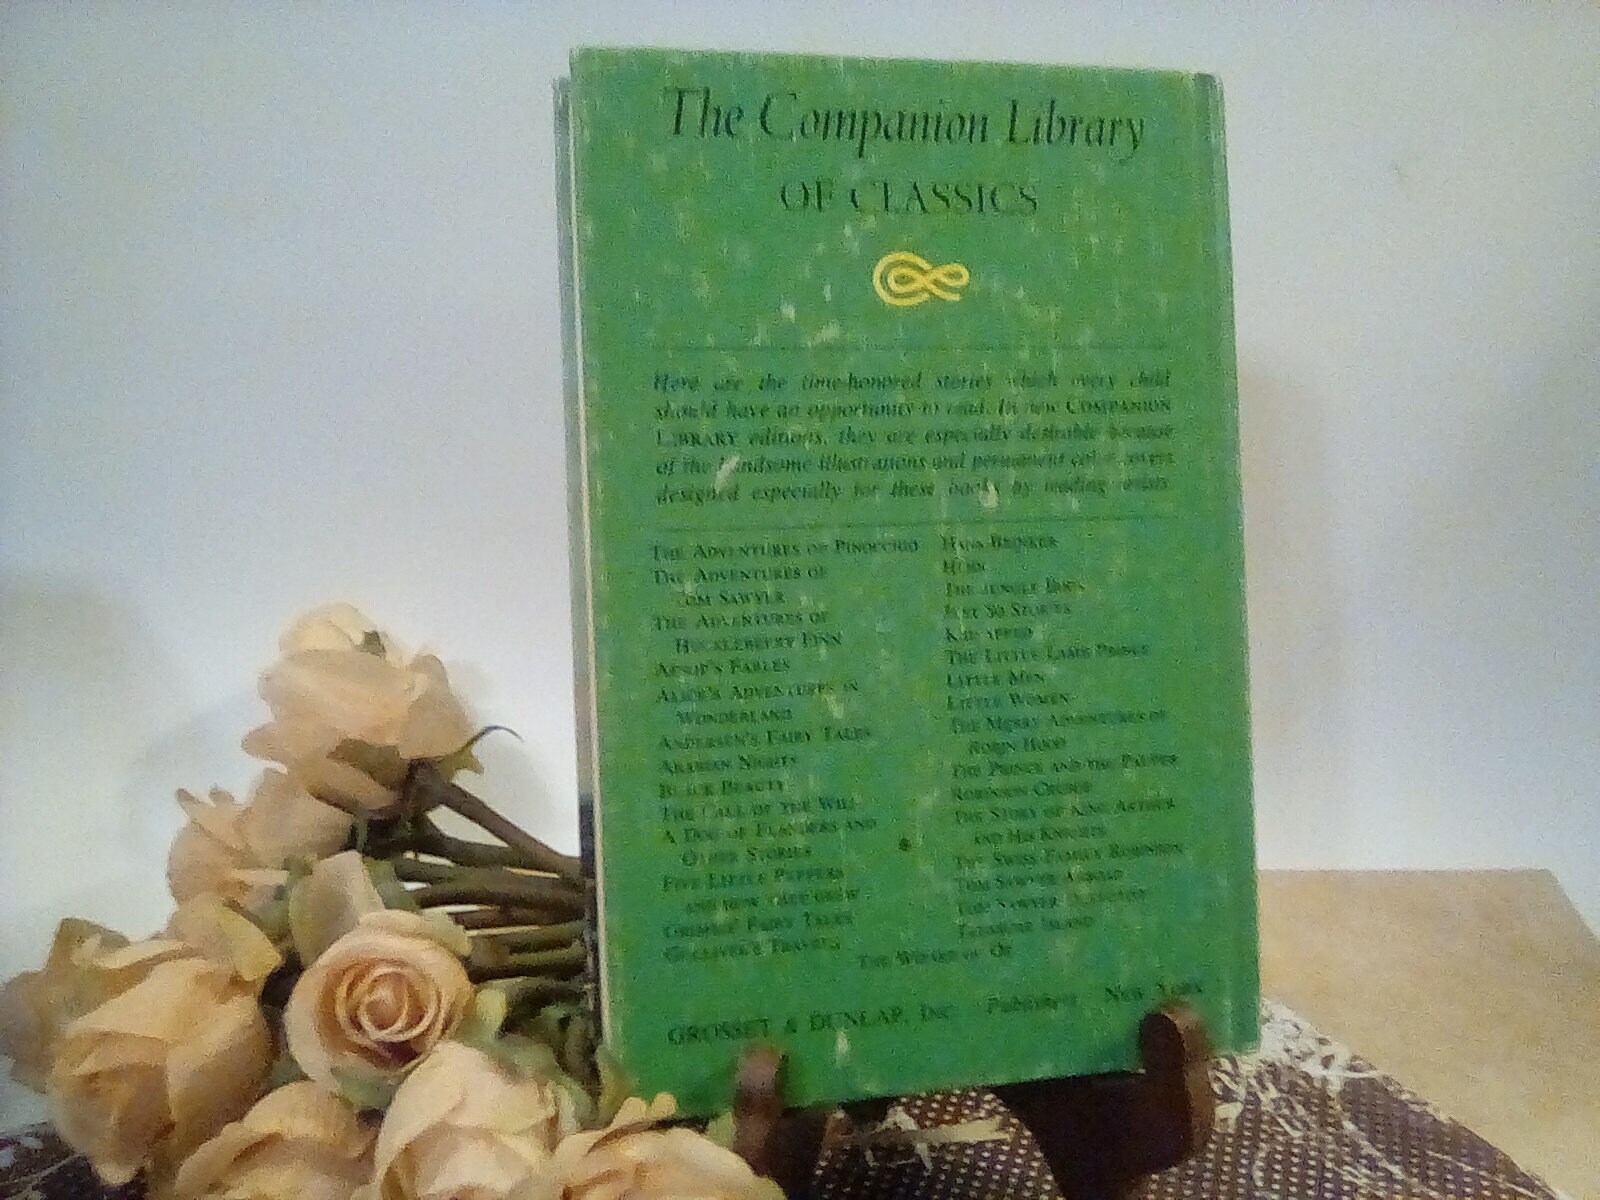 The Companion Library
OF CLASSICS
Here are the time-honored stories which every child
should have an opportunity to read. In new COMPANION
LIBRARY editions, they are especially desirable because
of the handsome illustrations and permanent color covers
designed especially for these books by leading artists.
THE ADVENTURES OF PINOCCHIO
THE ADVENTURES OF
TOM SAWYER
THE ADVENTURES OF
HUCKLEBERRY FINN
AESOP'S FABLES
ALICE'S ADVENTURES IN
WONDERLAND
ANDERSEN'S FAIRY TALES
ARABIAN NIGHTS
BLACK BEAUTY
THE CALL OF THE WILD
A DOG OF FLANDERS AND
OTHER STORIES
FIVE LITTLE PEPPERS
AND HOW THEY GREW
GRIMMS' FAIRY TALES
GULLIVER'S TRAVELS
HANS BRINKER
HEIDI
THE JUNGLE BOOK
JUST SO STORIES
KIDNAPPED
THE LITTLE LAME PRINCE
LITTLE MEN
LITTLE WOMEN
THE MERRY ADVENTURES OF
ROBIN HOOD
THE PRINCE AND THE PAUPER
ROBINSON CRUSOE
THE STORY OF KING ARTHUR
AND HIS KNIGHTS
THE SWISS FAMILY ROBINSON
TOM SAWYER ABROAD
TOM SAWYER, DETECTIVE
TREASURE ISLAND
THE WIZARD OF OZ
GROSSET & DUNLAP, INC. Publishers NEW YORK